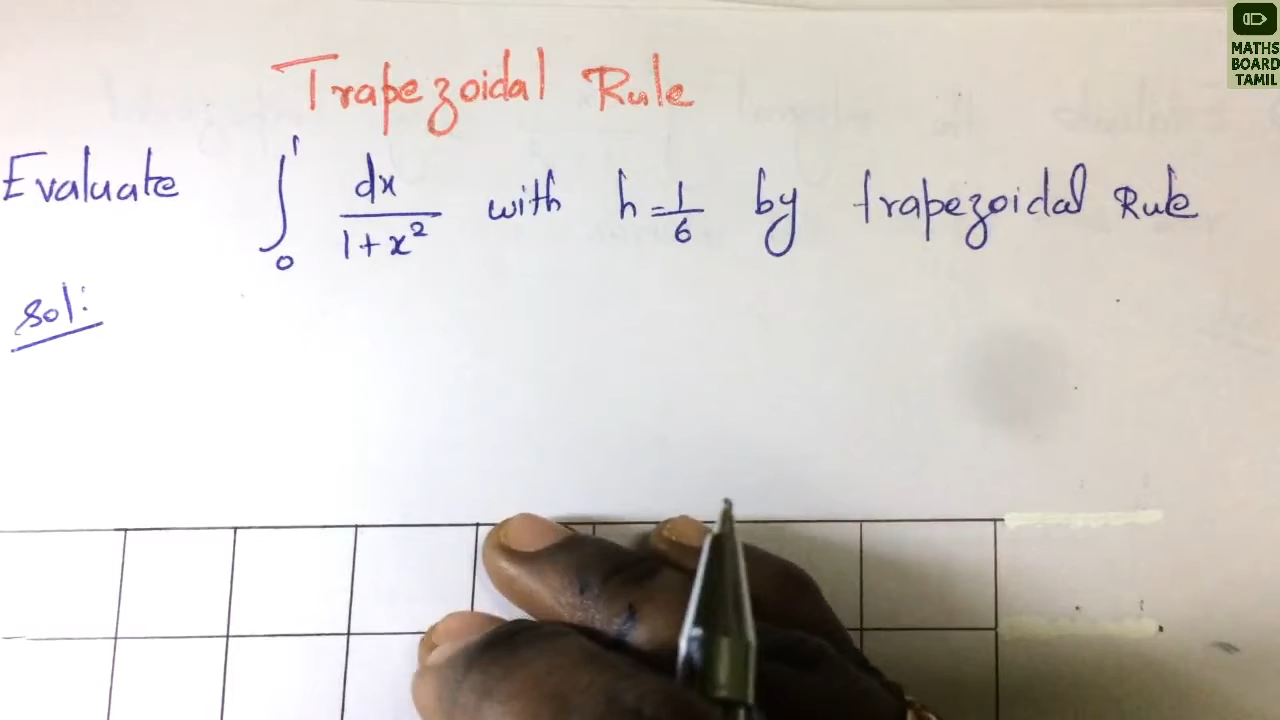 Trapezoidal Rule
Evaluate ∫₀¹ dx/(1+x²) with h=1/6 by trapezoidal Rule
Sol:
MATHS
BOARD
TAMIL